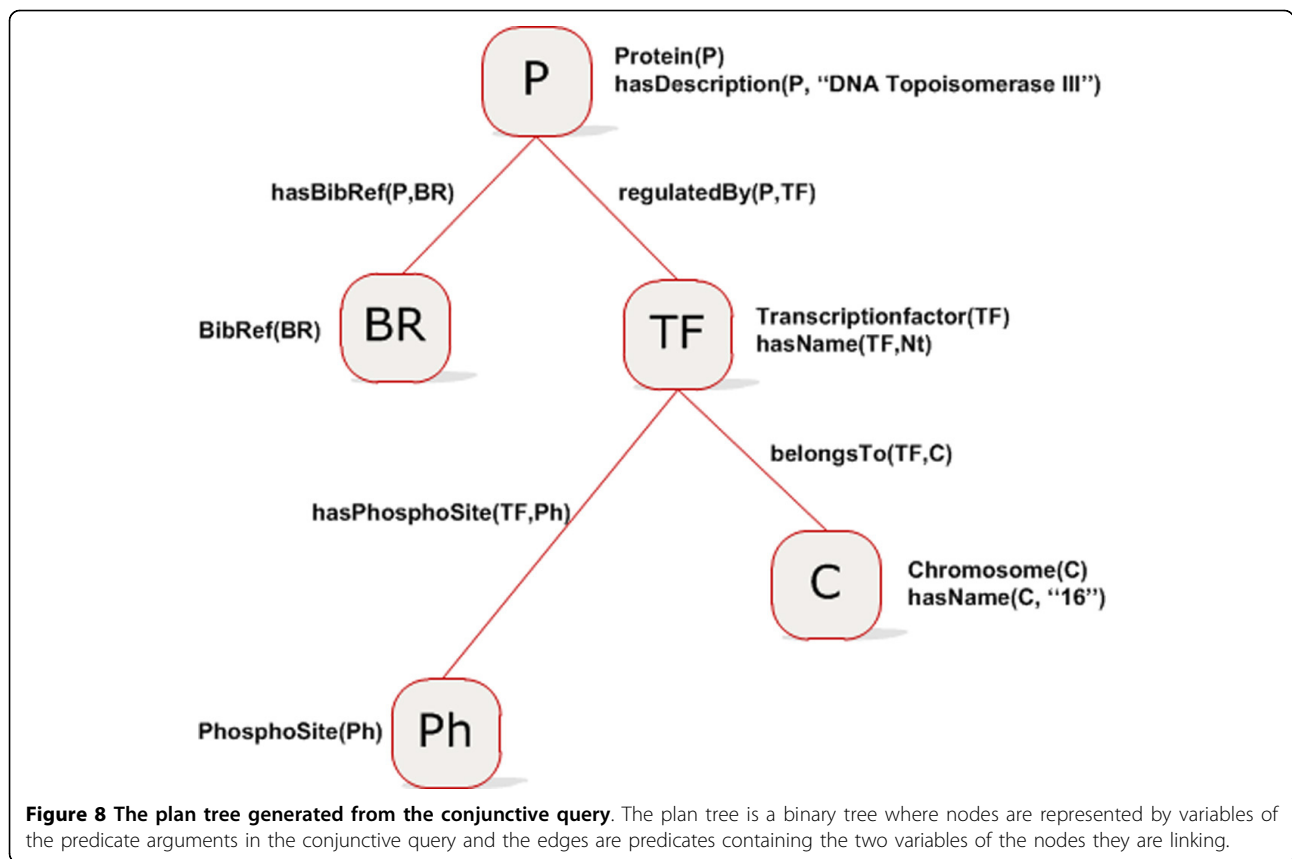 P
Protein(P)
hasDescription(P, “DNA Topoisomerase III”)
hasBibRef(P,BR)
regulatedBy(P,TF)
BibRef(BR)
BR
TF
Transcriptionfactor(TF)
hasName(TF,Nt)
belongsTo(TF,C)
hasPhosphoSite(TF,Ph)
C
Chromosome(C)
hasName(C, “16”)
PhosphoSite(Ph)
Ph
Figure 8 The plan tree generated from the conjunctive query. The plan tree is a binary tree where nodes are represented by variables of
the predicate arguments in the conjunctive query and the edges are predicates containing the two variables of the nodes they are linking.